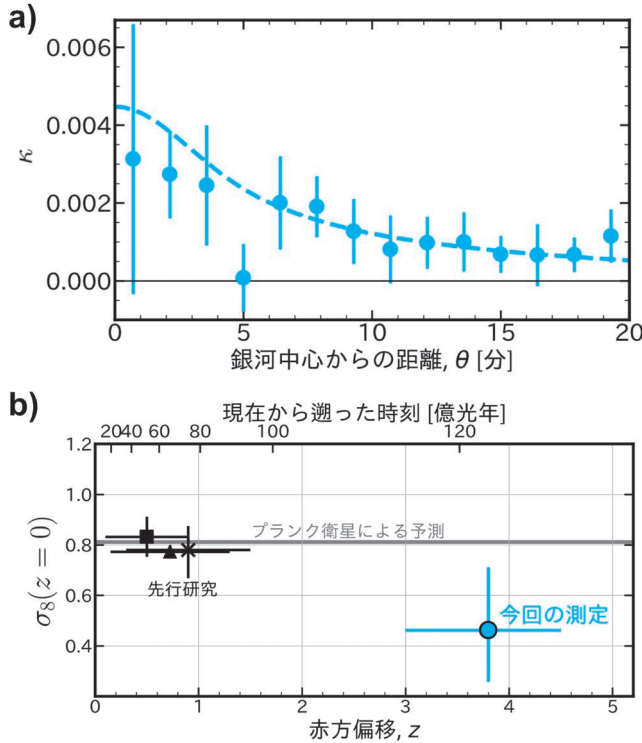 a)
0.006
0.004
κ
0.002
0.000
0 5 10 15 20
銀河中心からの距離, θ [分]
b)
現在から遡った時刻 [億光年]
20 40 60 80 100 120
1.2
1.0
プランク衛星による予測
0.8
σ8(z = 0)
先行研究
0.6
今回の測定
0.4
0 1 2 3 4 5
赤方偏移, z